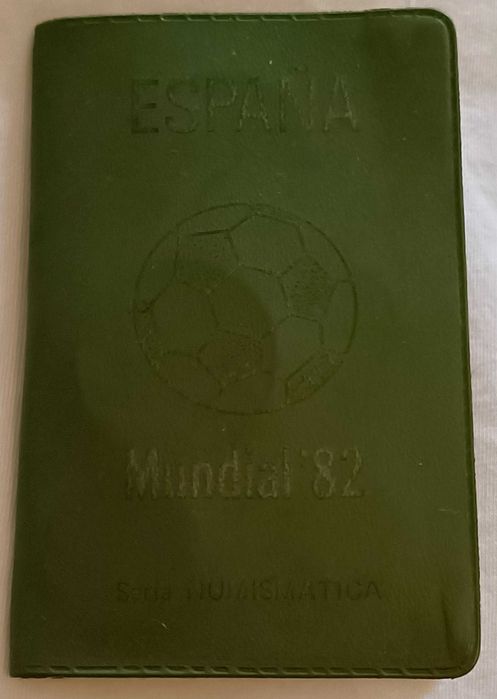 ESPAÑA
Mundial '82
Serie NUMISMATICA